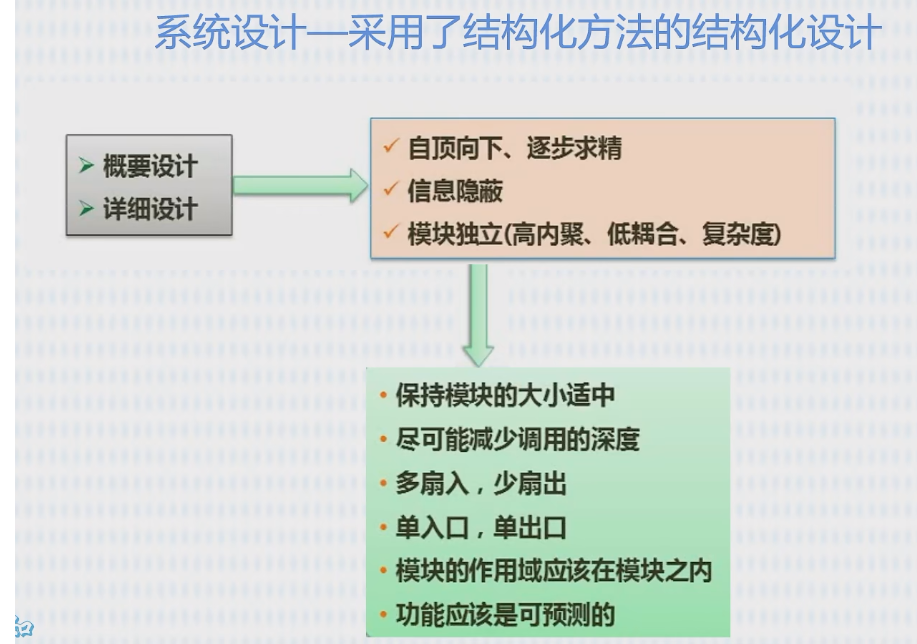 系统设计—采用了结构化方法的结构化设计
概要设计
详细设计
自顶向下、逐步求精
信息隐蔽
模块独立(高内聚、低耦合、复杂度)
保持模块的大小适中
尽可能减少调用的深度
多扇入，少扇出
单入口，单出口
模块的作用域应该在模块之内
功能应该是可预测的